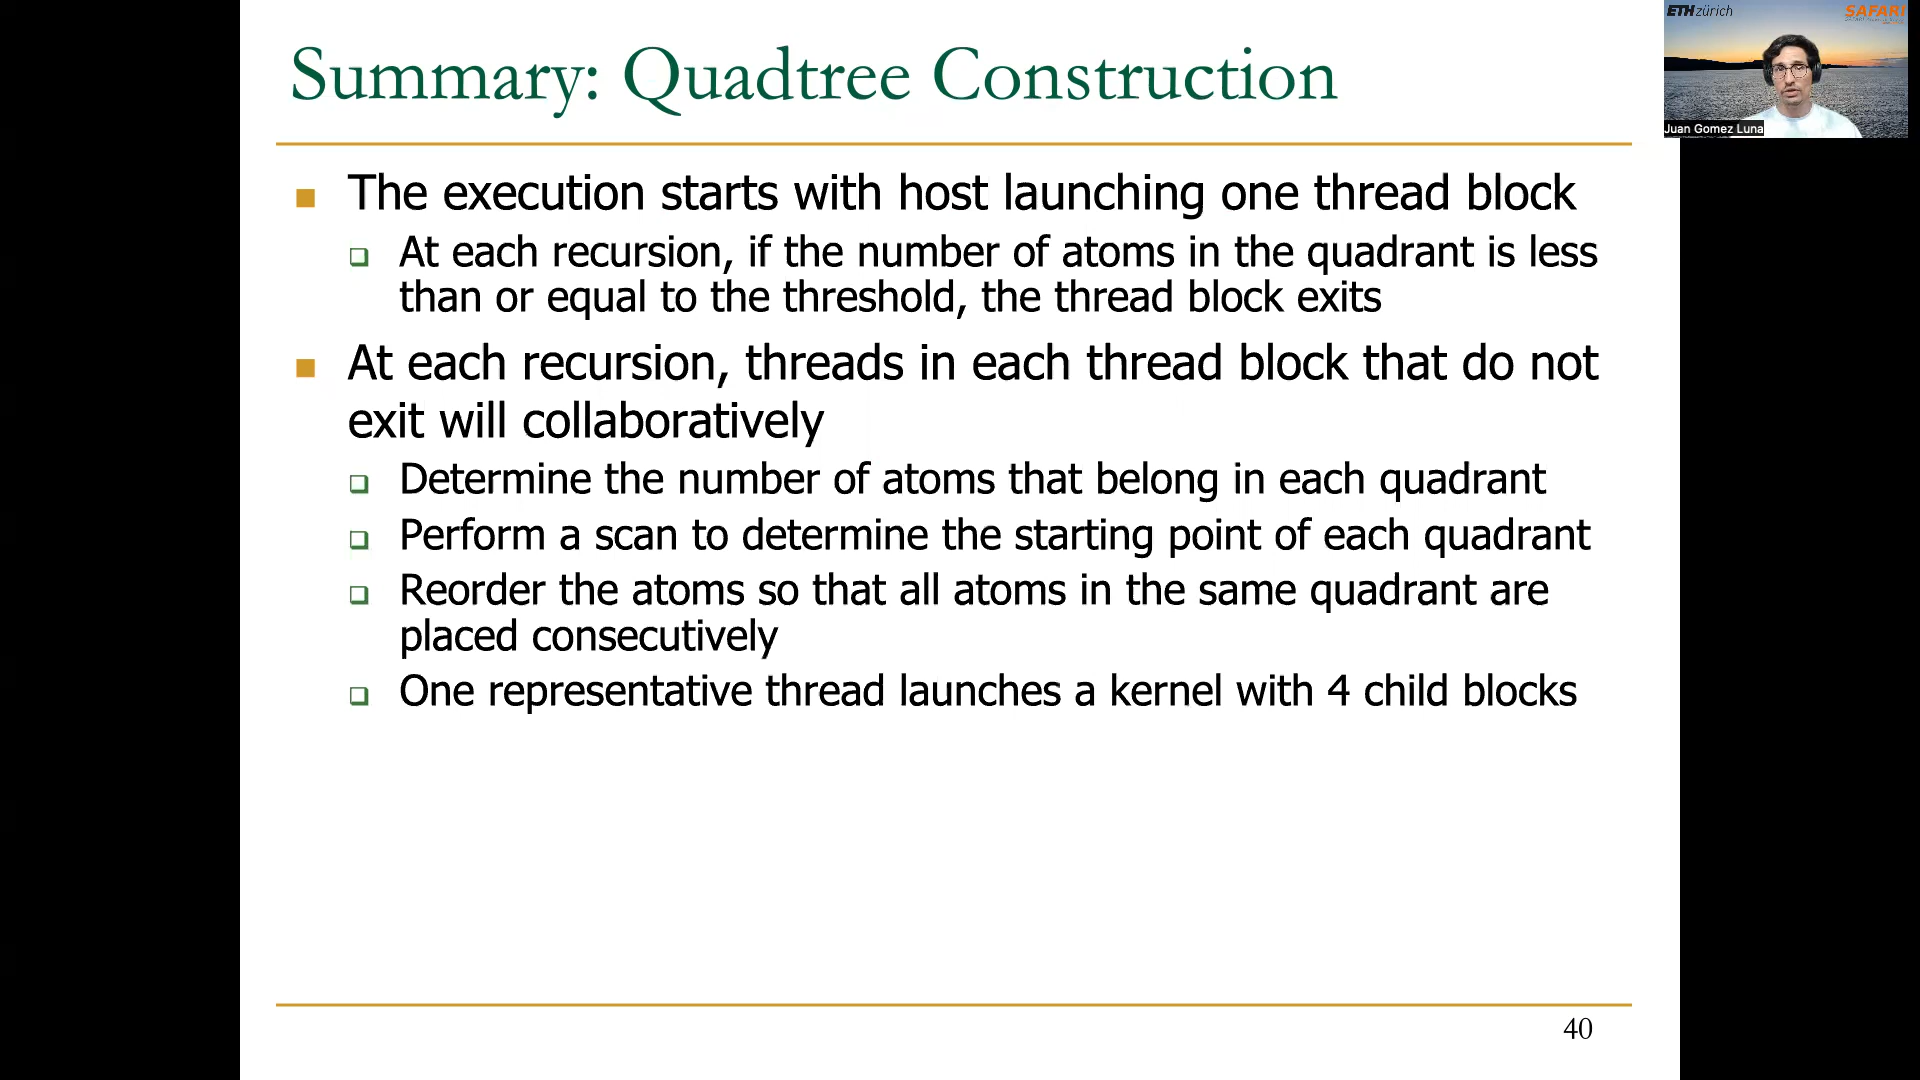 Summary: Quadtree Construction
The execution starts with host launching one thread block
At each recursion, if the number of atoms in the quadrant is less
than or equal to the threshold, the thread block exits
At each recursion, threads in each thread block that do not
exit will collaboratively
Determine the number of atoms that belong in each quadrant
Perform a scan to determine the starting point of each quadrant
Reorder the atoms so that all atoms in the same quadrant are
placed consecutively
One representative thread launches a kernel with 4 child blocks
40
ETH zürich
SAFARI
Juan Gomez Luna